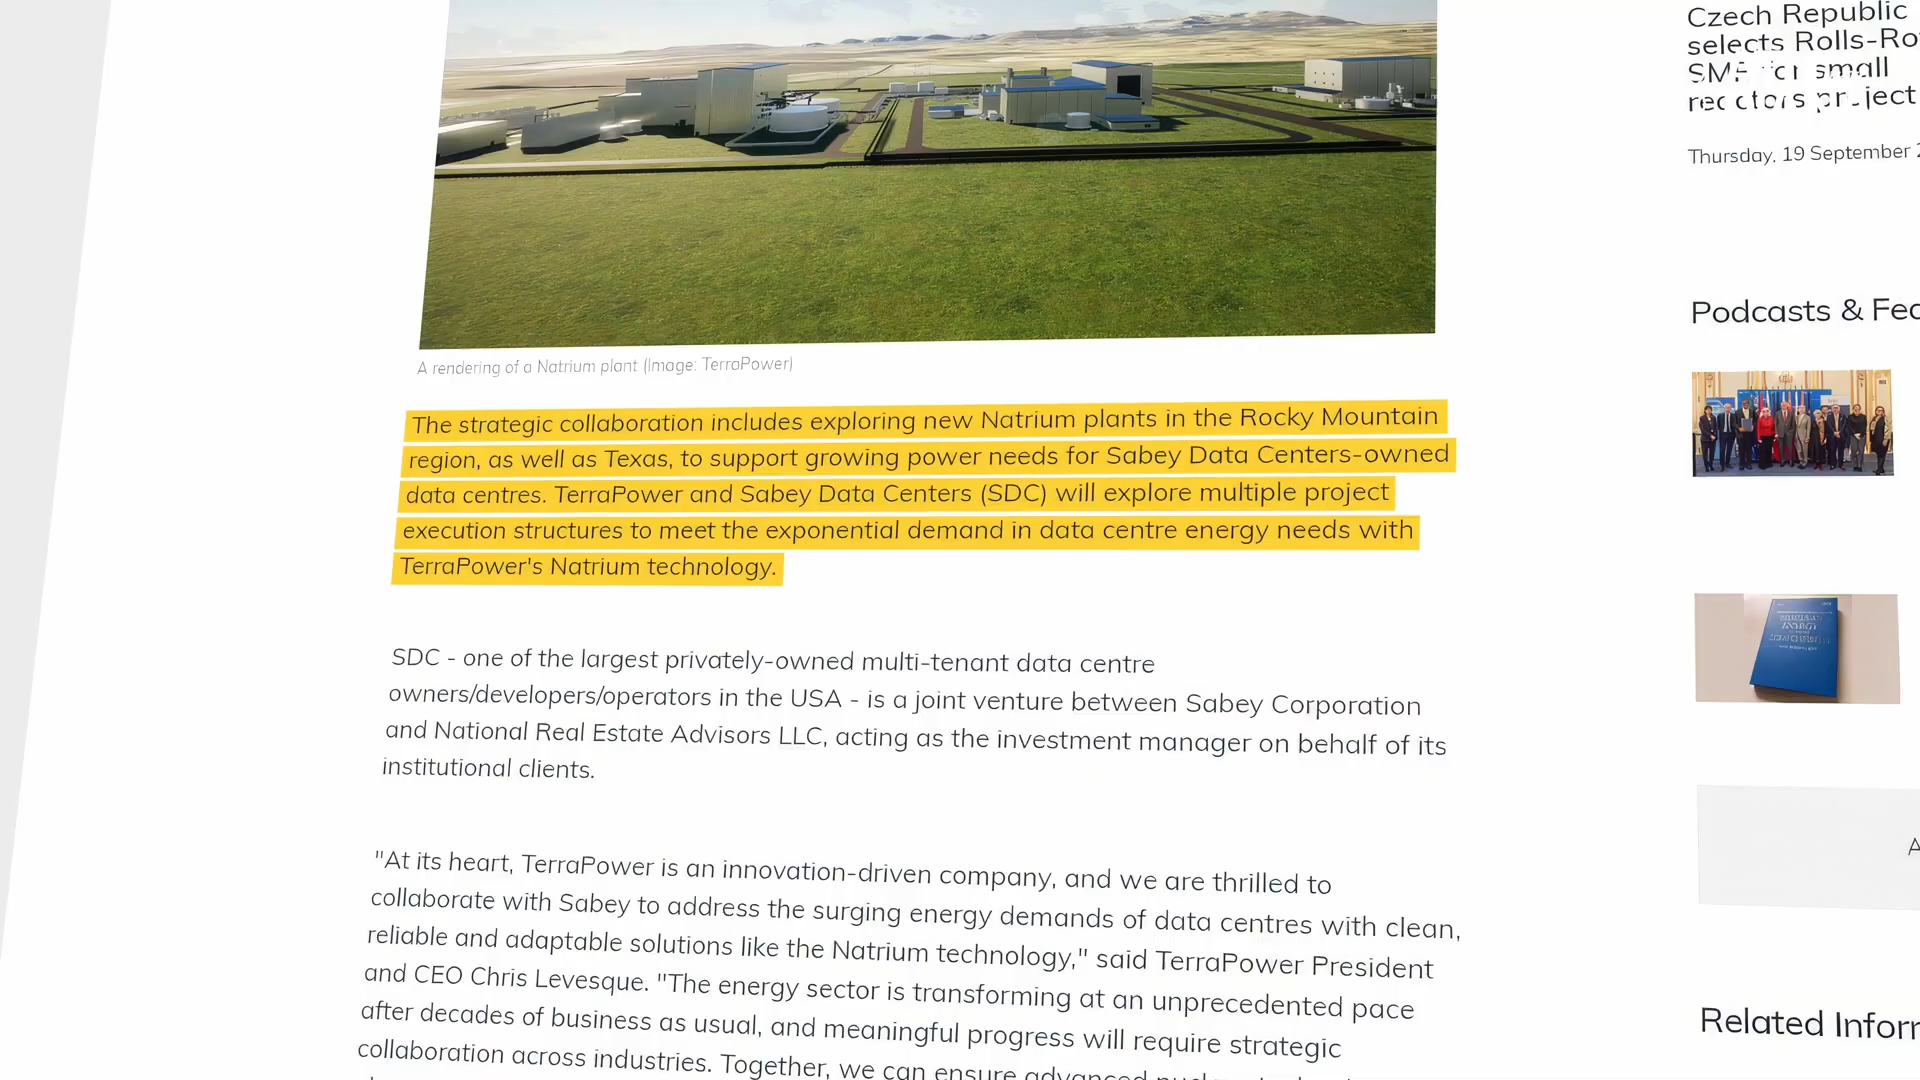 A rendering of a Natrium plant (Image: TerraPower)
The strategic collaboration includes exploring new Natrium plants in the Rocky Mountain
region, as well as Texas, to support growing power needs for Sabey Data Centers-owned
data centres. TerraPower and Sabey Data Centers (SDC) will explore multiple project
execution structures to meet the exponential demand in data centre energy needs with
TerraPower's Natrium technology.
SDC - one of the largest privately-owned multi-tenant data centre
owners/developers/operators in the USA - is a joint venture between Sabey Corporation
and National Real Estate Advisors LLC, acting as the investment manager on behalf of its
institutional clients.
"At its heart, TerraPower is an innovation-driven company, and we are thrilled to
collaborate with Sabey to address the surging energy demands of data centres with clean,
reliable and adaptable solutions like the Natrium technology," said TerraPower President
and CEO Chris Levesque. "The energy sector is transforming at an unprecedented pace
after decades of business as usual, and meaningful progress will require strategic
collaboration across industries. Together, we can ensure advanced
Czech Republic
selects Rolls-Ro
SMR for small
reactors project
Thursday, 19 September
Podcasts & Fea
A
Related Inforr